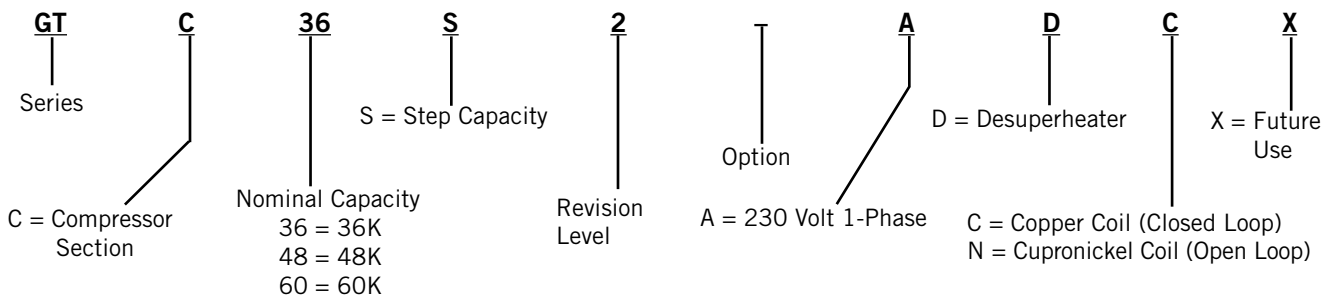 GT C 36 S 2 – A D C X
Series
S = Step Capacity
D = Desuperheater
X = Future
Use
Option
Nominal Capacity
36 = 36K
48 = 48K
60 = 60K
C = Compressor
Section
Revision
Level
A = 230 Volt 1-Phase
C = Copper Coil (Closed Loop)
N = Cupronickel Coil (Open Loop)